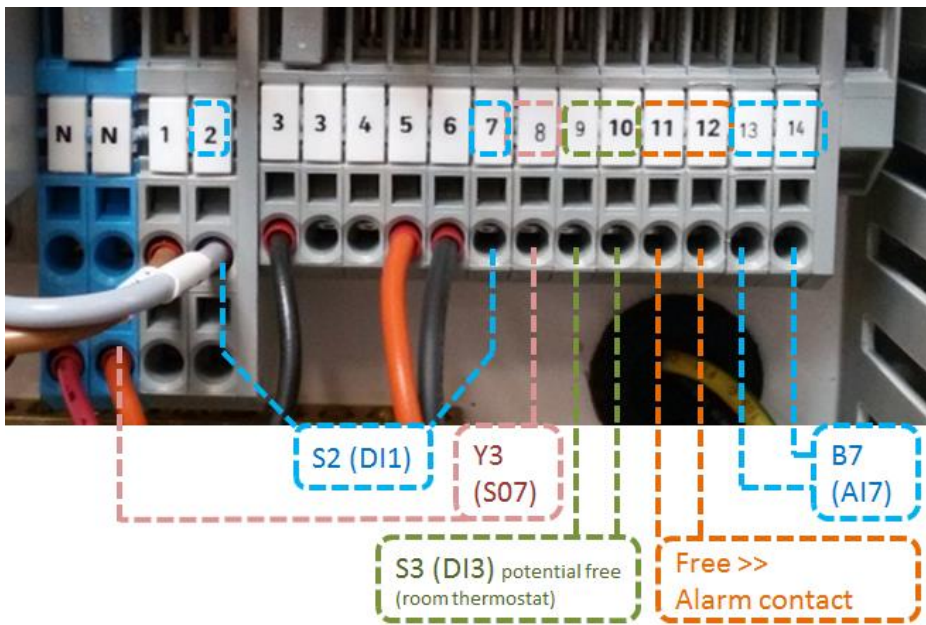 N N 1 2 3 3 4 5 6 7 8 9 10 11 12 13 14
S2 (DI1)
Y3
(S07)
B7
(AI7)
S3 (DI3) potential free
(room thermostat)
Free >>
Alarm contact